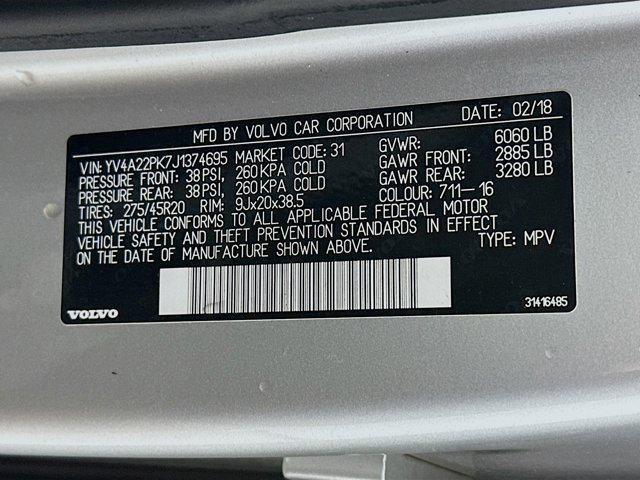 MFD BY VOLVO CAR CORPORATION DATE: 02/18
VIN: YV4A22PK7J1374695 MARKET CODE: 31 GVWR: 6060 LB
PRESSURE FRONT: 38 PSI, 260 KPA COLD GAWR FRONT: 2885 LB
PRESSURE REAR: 38 PSI, 260 KPA COLD GAWR REAR: 3280 LB
TIRES: 275/45R20 RIM: 9Jx20x38.5 COLOUR: 711-16
THIS VEHICLE CONFORMS TO ALL APPLICABLE FEDERAL MOTOR
VEHICLE SAFETY AND THEFT PREVENTION STANDARDS IN EFFECT
ON THE DATE OF MANUFACTURE SHOWN ABOVE. TYPE: MPV
VOLVO 31416485